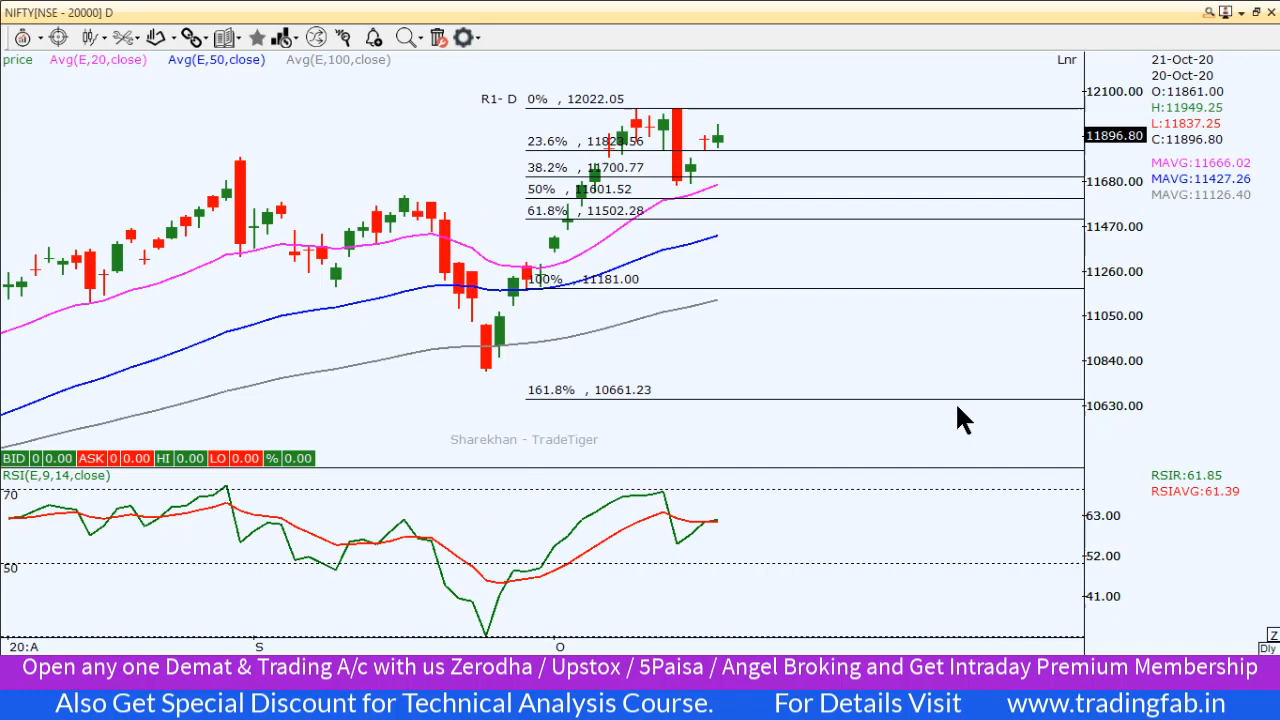 NIFTY[NSE - 20000] D
price Avg(E,20,close) Avg(E,50,close) Avg(E,100,close) Lnr
21-Oct-20
20-Oct-20
O:11861.00
H:11949.25
L:11837.25
C:11896.80
MAVG:11666.02
MAVG:11427.26
MAVG:11126.40
R1- D 0% , 12022.05
23.6% , 11823.56
38.2% , 11700.77
50% , 11601.52
61.8% , 11502.28
100% , 11181.00
161.8% , 10661.23
12100.00
11896.80
11680.00
11470.00
11260.00
11050.00
10840.00
10630.00
Sharekhan - TradeTiger
BID 0 0.00 ASK 0 0.00 HI 0.00 LO 0.00 % 0.00
RSI(E,9,14,close)
RSIR:61.85
RSIAVG:61.39
70
50
63.00
52.00
41.00
20:A S O
Z
Dly
Open any one Demat & Trading A/c with us Zerodha / Upstox / 5Paisa / Angel Broking and Get Intraday Premium Membership
Also Get Special Discount for Technical Analysis Course. For Details Visit www.tradingfab.in